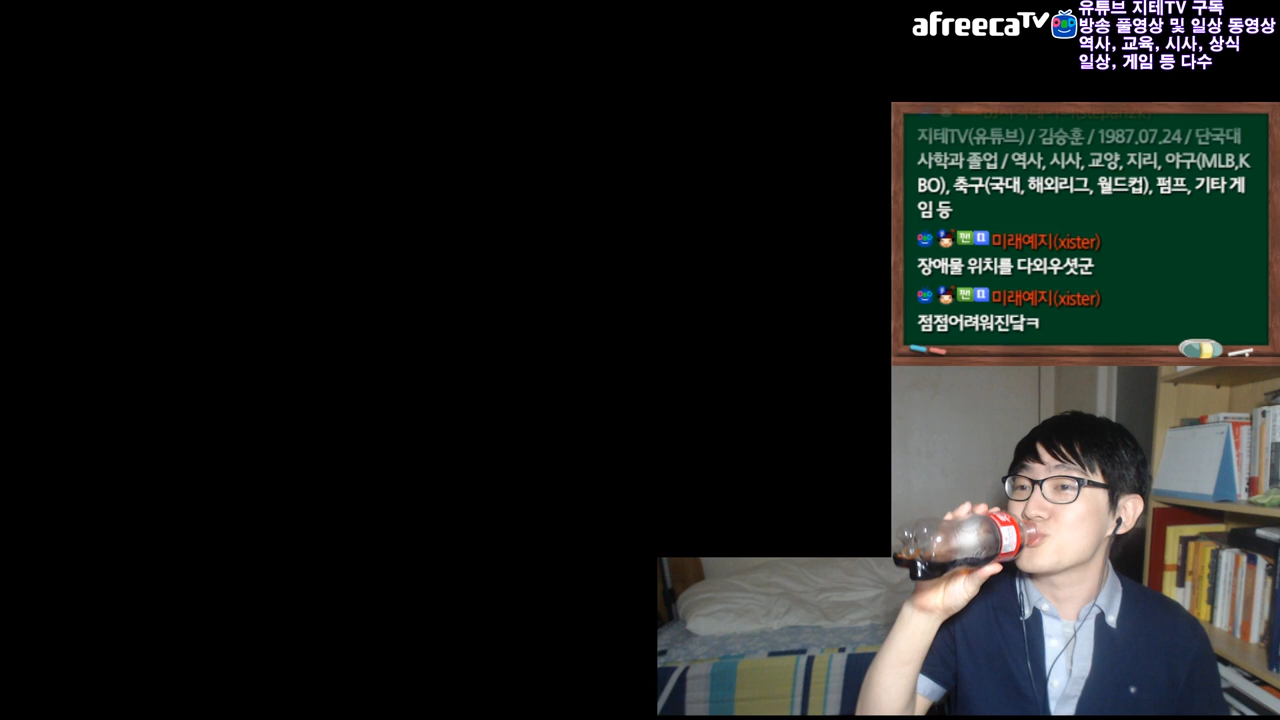 afreecaTV
유튜브 지테TV 구독
방송 풀영상 및 일상 동영상
역사, 교육, 시사, 상식
일상, 게임 등 다수
지테TV(유튜브) / 김승훈 / 1987.07.24 / 단국대
사학과 졸업 / 역사, 시사, 교양, 지리, 야구(MLB,K
BO), 축구(국대, 해외리그, 월드컵), 펌프, 기타 게
임 등
미래예지(xister)
장애물 위치를 다외우셧군
미래예지(xister)
점점어려워진닼ㅋ